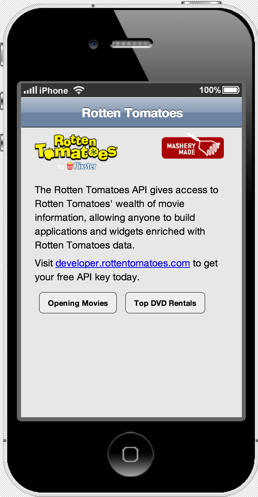 iPhone 100%
Rotten Tomatoes
Rotten
Tomatoes
Flixster
MASHERY
MADE
The Rotten Tomatoes API gives access to
Rotten Tomatoes' wealth of movie
information, allowing anyone to build
applications and widgets enriched with
Rotten Tomatoes data.
Visit developer.rottentomatoes.com to get
your free API key today.
Opening Movies Top DVD Rentals